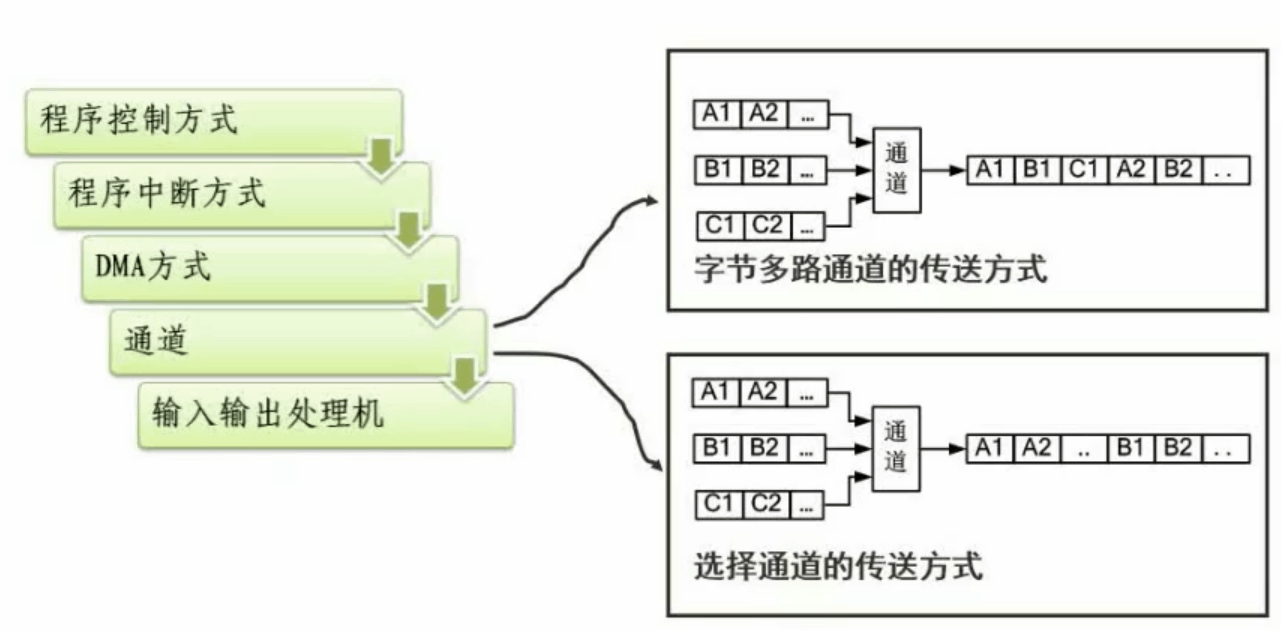 程序控制方式
程序中断方式
DMA方式
通道
输入输出处理机
A1 A2 ...
B1 B2 ...
C1 C2 ...
通道
A1 B1 C1 A2 B2 ..
字节多路通道的传送方式
A1 A2 ...
B1 B2 ...
C1 C2 ...
通道
A1 A2 .. B1 B2 ..
选择通道的传送方式